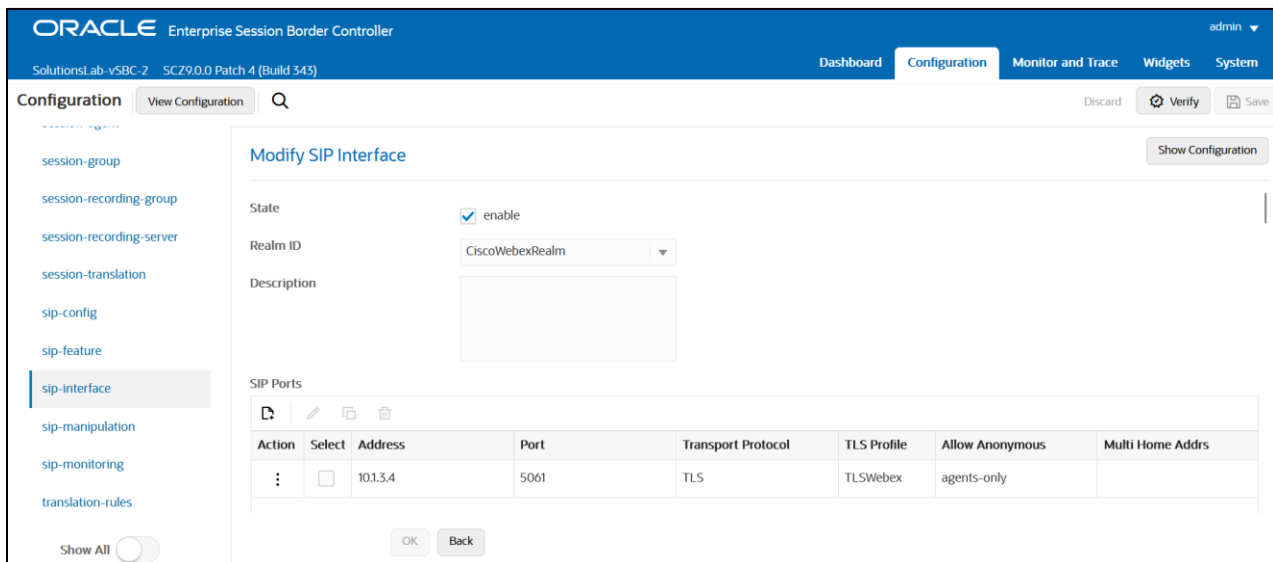 ORACLE Enterprise Session Border Controller
admin
SolutionsLab-vSBC-2 SCZ9.0.0 Patch 4 (Build 343)
Dashboard Configuration Monitor and Trace Widgets System
Configuration View Configuration Discard Verify Save
session-agent
session-group
session-recording-group
session-recording-server
session-translation
sip-config
sip-feature
sip-interface
sip-manipulation
sip-monitoring
translation-rules
Show All
Modify SIP Interface
Show Configuration
State enable
Realm ID CiscoWebexRealm
Description
SIP Ports
Action Select Address Port Transport Protocol TLS Profile Allow Anonymous Multi Home Addrs
10.1.3.4 5061 TLS TLSWebex agents-only
OK Back